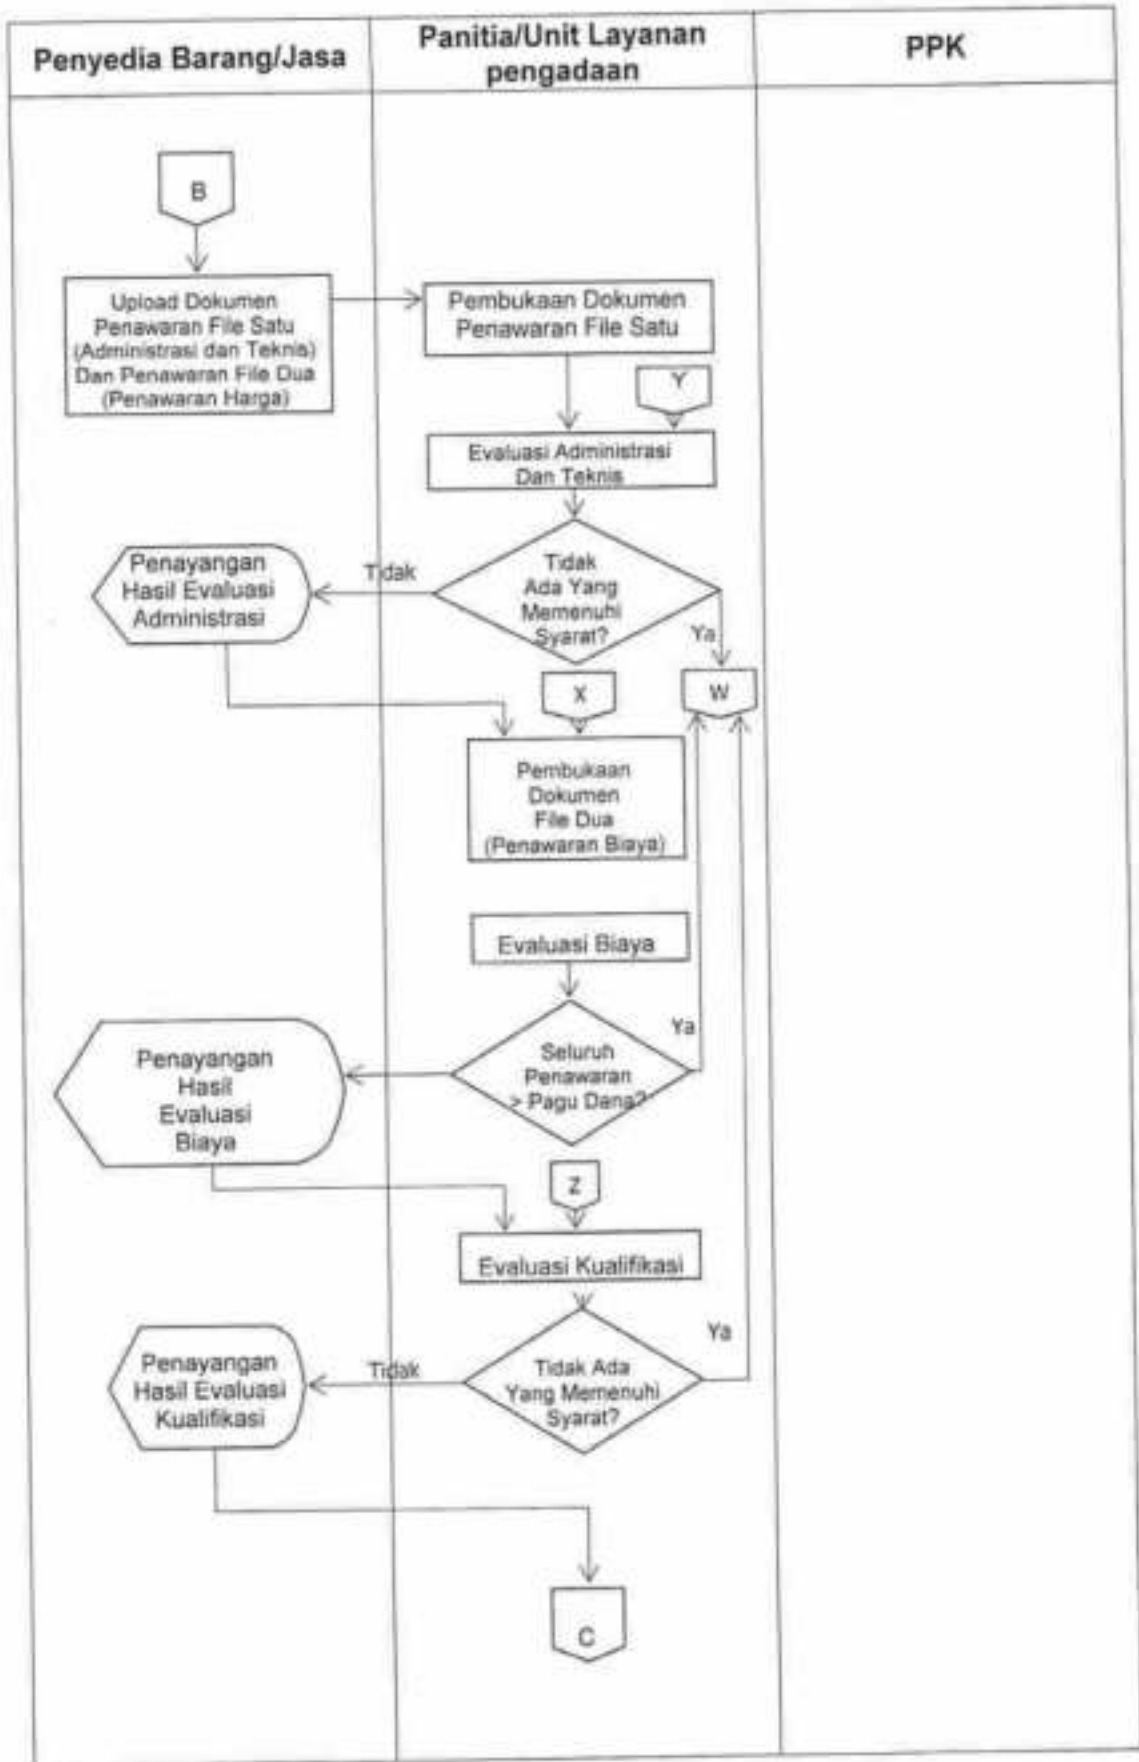 Penyedia Barang/Jasa
Panitia/Unit Layanan
pengadaan
PPK
B
Upload Dokumen
Penawaran File Satu
(Administrasi dan Teknis)
Dan Penawaran File Dua
(Penawaran Harga)
Pembukaan Dokumen
Penawaran File Satu
Y
Evaluasi Administrasi
Dan Teknis
Tidak
Ada Yang
Memenuhi
Syarat?
Tidak
Penayangan
Hasil Evaluasi
Administrasi
Ya
X
W
Pembukaan
Dokumen
File Dua
(Penawaran Biaya)
Evaluasi Biaya
Ya
Seluruh
Penawaran
> Pagu Dana?
Penayangan
Hasil
Evaluasi
Biaya
Z
Evaluasi Kualifikasi
Ya
Tidak Ada
Yang Memenuhi
Syarat?
Tidak
Penayangan
Hasil Evaluasi
Kualifikasi
C